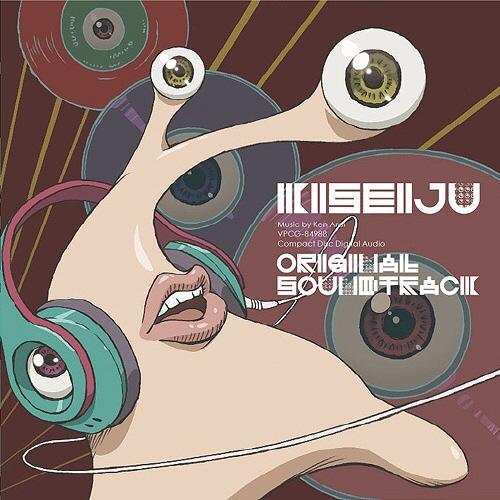 KISEIJU
Music by Ken Arai
VPCG-84988
Compact Disc Digital Audio
ORIGINAL
SOUNDTRACK